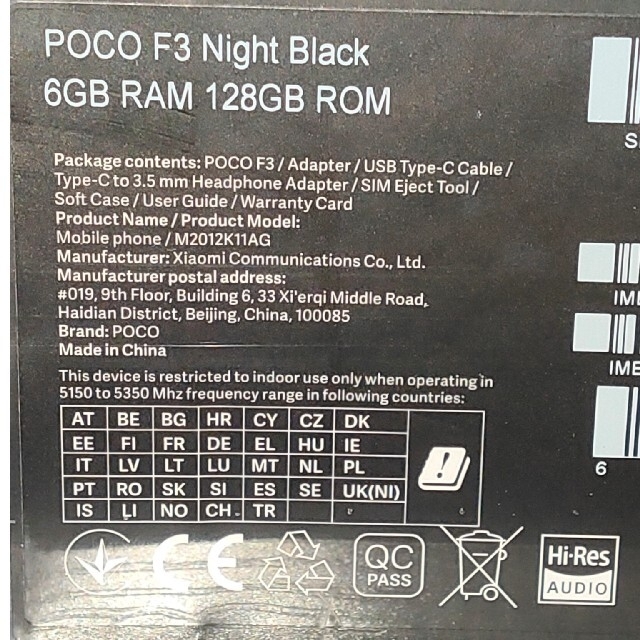 POCO F3 Night Black
6GB RAM 128GB ROM
Package contents: POCO F3 / Adapter / USB Type-C Cable /
Type-C to 3.5 mm Headphone Adapter / SIM Eject Tool /
Soft Case / User Guide / Warranty Card
Product Name / Product Model:
Mobile phone / M2012K11AG
Manufacturer: Xiaomi Communications Co., Ltd.
Manufacturer postal address:
#019, 9th Floor, Building 6, 33 Xi'erqi Middle Road,
Haidian District, Beijing, China, 100085
Brand: POCO
Made in China
This device is restricted to indoor use only when operating in
5150 to 5350 Mhz frequency range in following countries:
AT BE BG HR CY CZ DK
EE FI FR DE EL HU IE
IT LV LT LU MT NL PL
PT RO SK SI ES SE UK(NI)
IS LI NO CH TR
CE
QC
PASS
Hi-Res
AUDIO
S
IME
IME
6